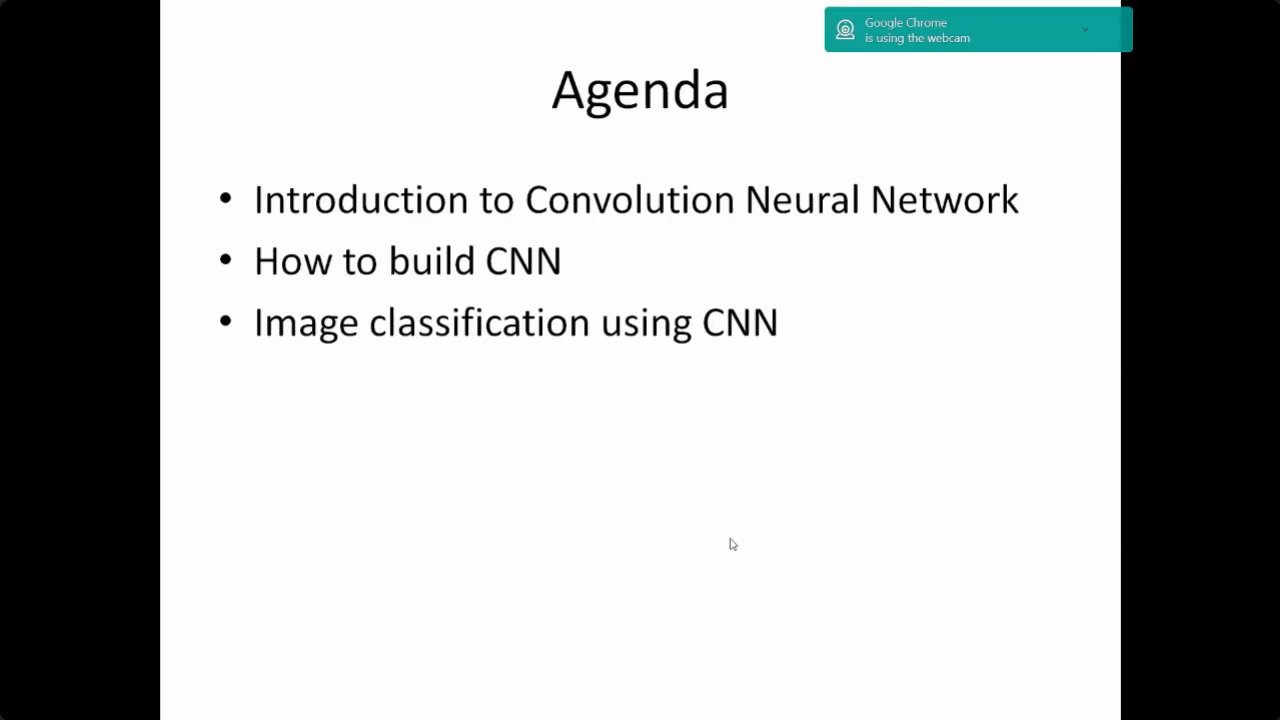 Google Chrome
is using the webcam
Agenda
• Introduction to Convolution Neural Network
• How to build CNN
• Image classification using CNN